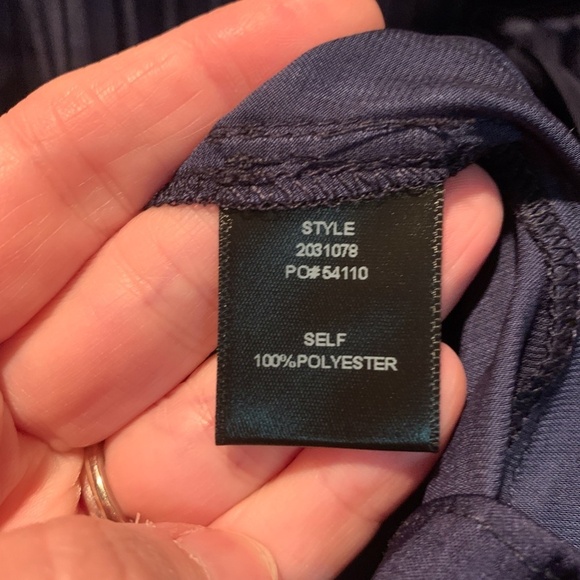 STYLE
2031078
PO#54110
SELF
100%POLYESTER